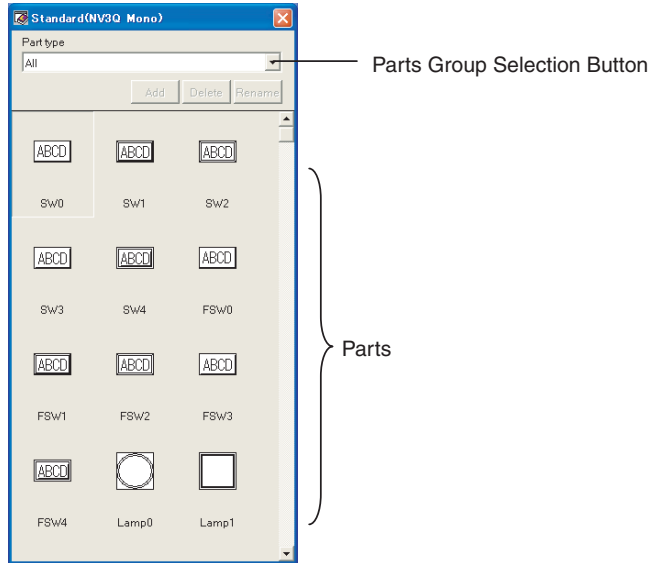 Standard(NV3Q Mono)
Part type
All
Parts Group Selection Button
Add Delete Rename
ABCD ABCD ABCD
SW0 SW1 SW2
ABCD ABCD ABCD
SW3 SW4 FSW0
Parts
ABCD ABCD ABCD
FSW1 FSW2 FSW3
ABCD
FSW4 Lamp0 Lamp1